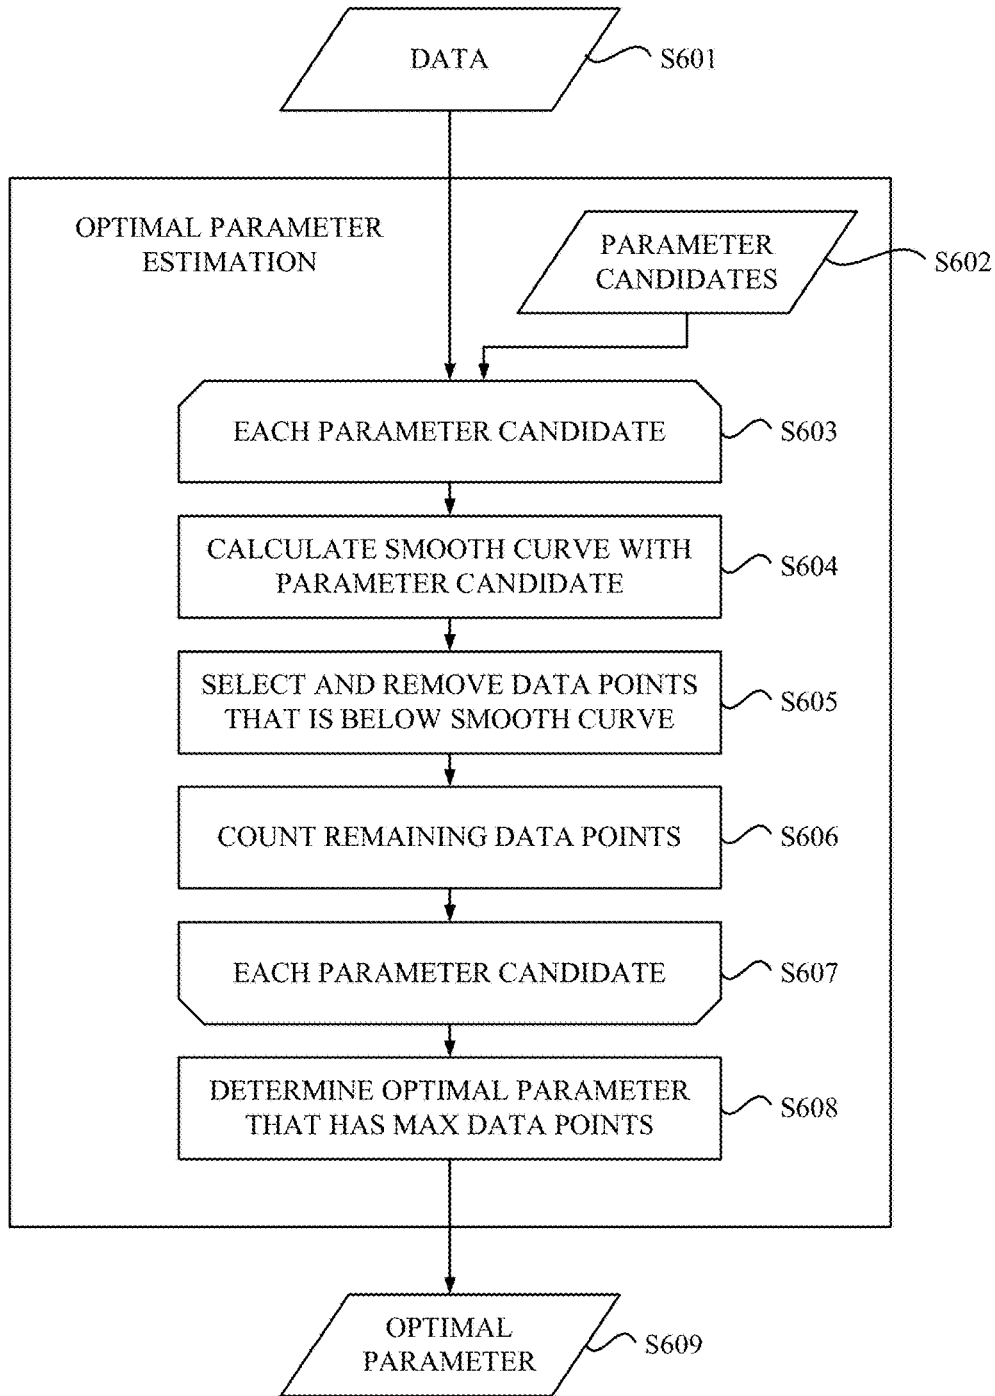 DATA
S601
OPTIMAL PARAMETER
ESTIMATION
PARAMETER
CANDIDATES
S602
EACH PARAMETER CANDIDATE
S603
CALCULATE SMOOTH CURVE WITH
PARAMETER CANDIDATE
S604
SELECT AND REMOVE DATA POINTS
THAT IS BELOW SMOOTH CURVE
S605
COUNT REMAINING DATA POINTS
S606
EACH PARAMETER CANDIDATE
S607
DETERMINE OPTIMAL PARAMETER
THAT HAS MAX DATA POINTS
S608
OPTIMAL
PARAMETER
S609